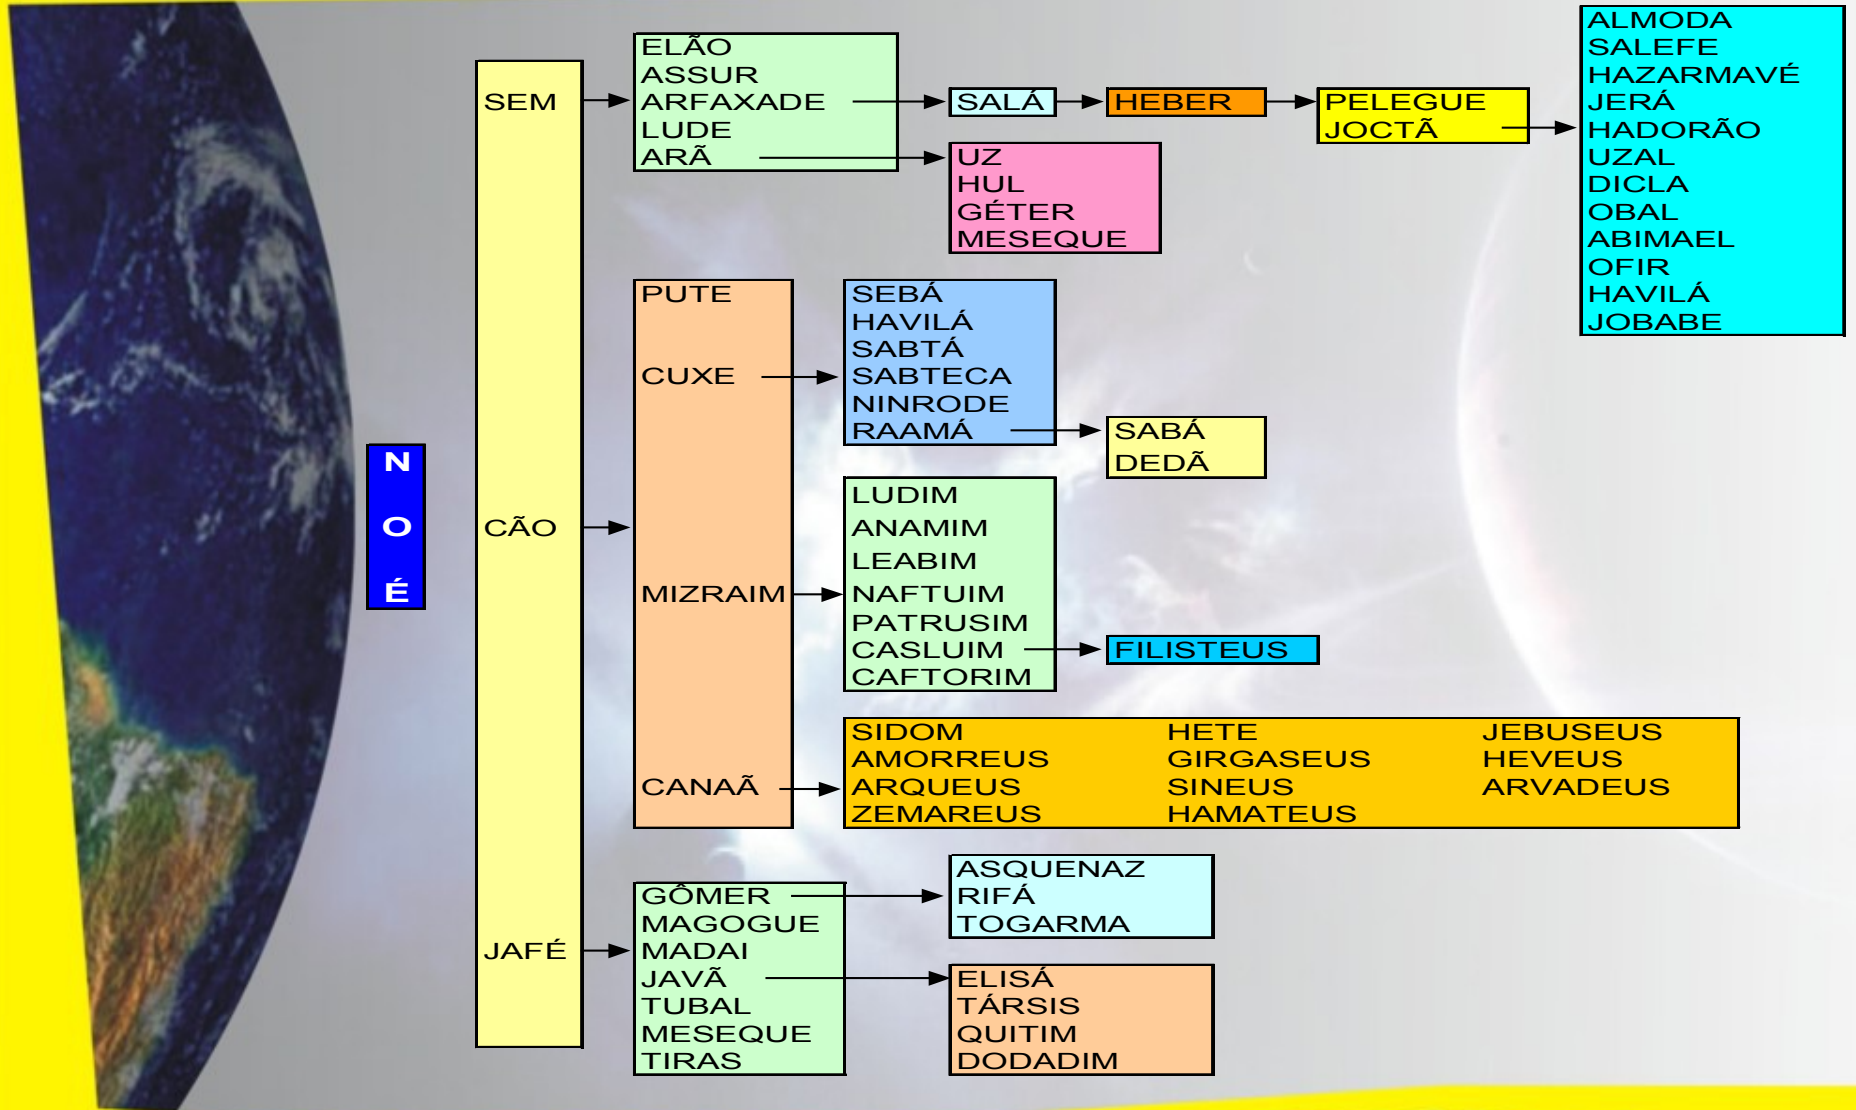 NOÉ
SEM
CÃO
JAFÉ
ELÃO
ASSUR
ARFAXADE
LUDE
ARÃ
SALÁ
HEBER
PELEGUE
JOCTÃ
ALMODA
SALEFE
HAZARMAVÉ
JERÁ
HADORÃO
UZAL
DICLA
OBAL
ABIMAEL
OFIR
HAVILÁ
JOBABE
UZ
HUL
GÉTER
MESEQUE
PUTE
CUXE
MIZRAIM
CANAÃ
SEBÁ
HAVILÁ
SABTÁ
SABTECA
NINRODE
RAAMÁ
SABÁ
DEDÃ
LUDIM
ANAMIM
LEABIM
NAFTUIM
PATRUSIM
CASLUIM
CAFTORIM
FILISTEUS
SIDOM HETE JEBUSEUS
AMORREUS GIRGASEUS HEVEUS
ARQUEUS SINEUS ARVADEUS
ZEMAREUS HAMATEUS
GÔMER
MAGOGUE
MADAI
JAVÃ
TUBAL
MESEQUE
TIRAS
ASQUENAZ
RIFÁ
TOGARMA
ELISÁ
TÁRSIS
QUITIM
DODADIM